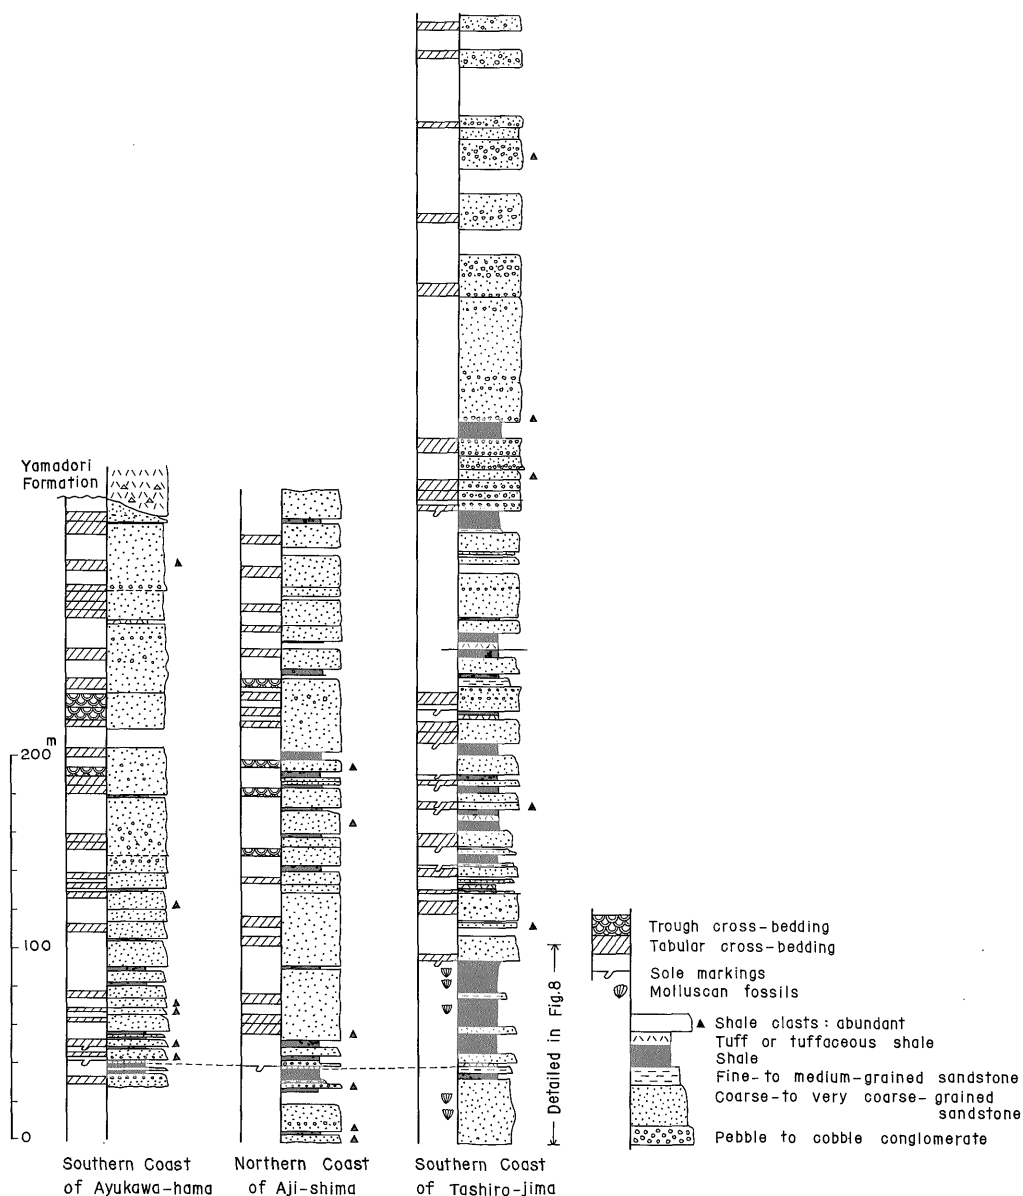 Yamadori
Formation
200 m
100
0
Detailed in Fig.8
Trough cross-bedding
Tabular cross-bedding
Sole markings
Molluscan fossils
Shale clasts : abundant
Tuff or tuffaceous shale
Shale
Fine- to medium-grained sandstone
Coarse- to very coarse-grained
sandstone
Pebble to cobble conglomerate
Southern Coast
of Ayukawa-hama
Northern Coast
of Aji-shima
Southern Coast
of Tashiro-jima